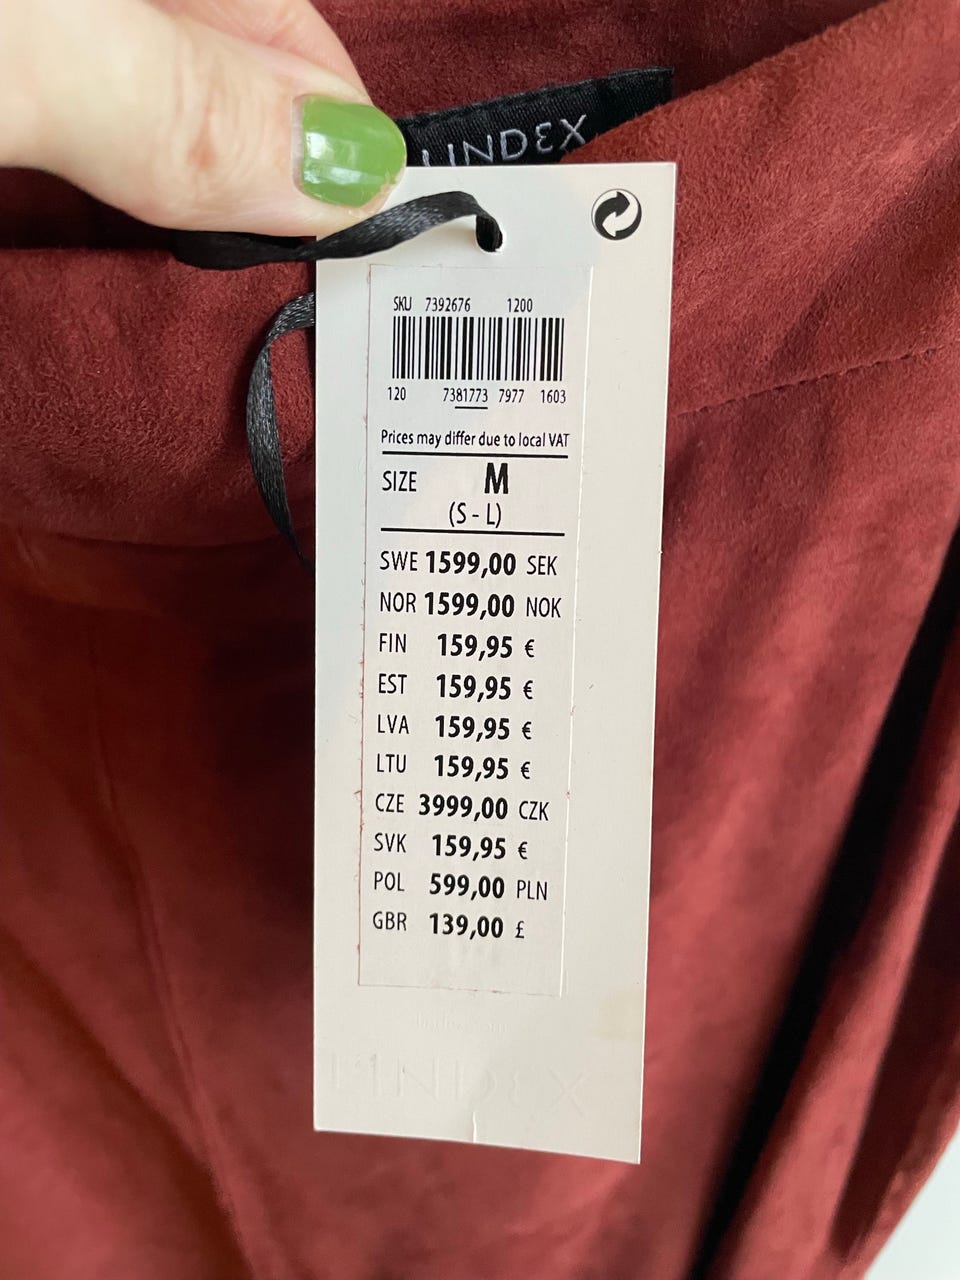 LINDEX
SKU 7392676 1200
120 7381773 7977 1603
Prices may differ due to local VAT
SIZE M
(S - L)
SWE 1599,00 SEK
NOR 1599,00 NOK
FIN 159,95 €
EST 159,95 €
LVA 159,95 €
LTU 159,95 €
CZE 3999,00 CZK
SVK 159,95 €
POL 599,00 PLN
GBR 139,00 £
LINDEX